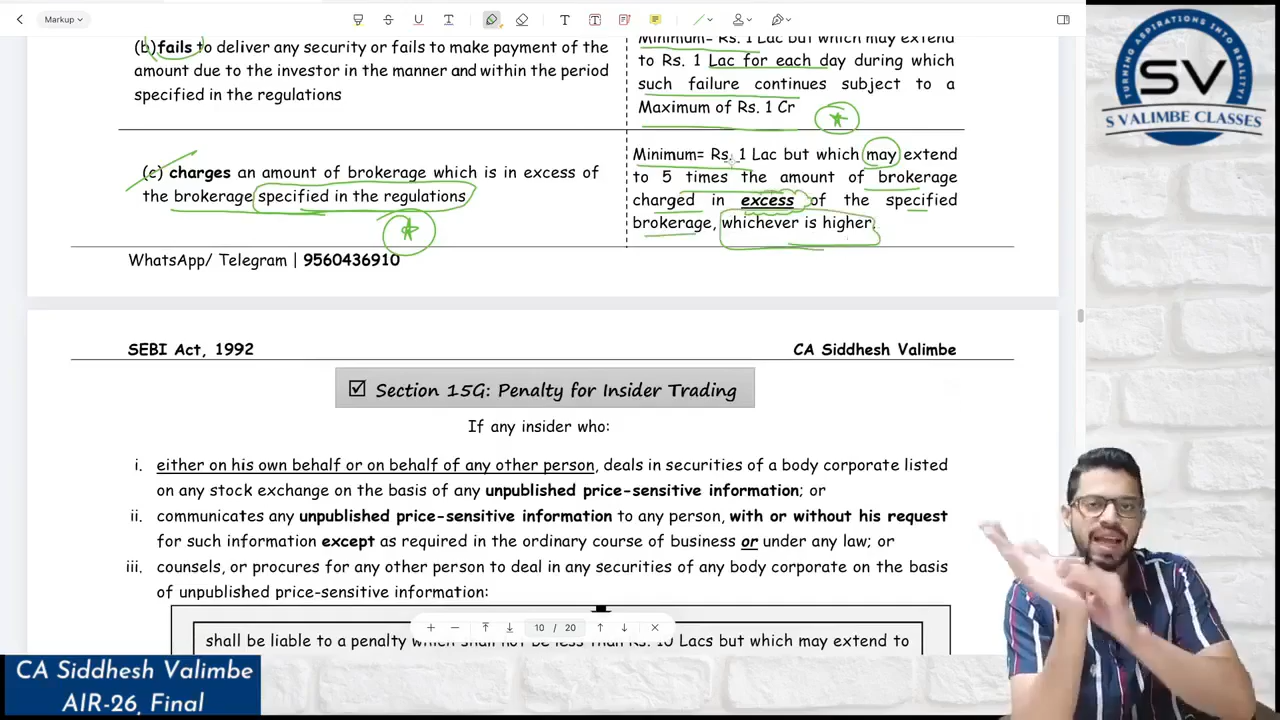 Markup
(b)fails to deliver any security or fails to make payment of the
amount due to the investor in the manner and within the period
specified in the regulations
Minimum= Rs. 1 Lac but which may extend
to Rs. 1 Lac for each day during which
such failure continues subject to a
Maximum of Rs. 1 Cr
(c) charges an amount of brokerage which is in excess of
the brokerage specified in the regulations
Minimum= Rs. 1 Lac but which may extend
to 5 times the amount of brokerage
charged in excess of the specified
brokerage, whichever is higher.
WhatsApp/ Telegram | 9560436910
SEBI Act, 1992
CA Siddhesh Valimbe
Section 15G: Penalty for Insider Trading
If any insider who:
i. either on his own behalf or on behalf of any other person, deals in securities of a body corporate listed
on any stock exchange on the basis of any unpublished price-sensitive information; or
ii. communicates any unpublished price-sensitive information to any person, with or without his request
for such information except as required in the ordinary course of business or under any law; or
iii. counsels, or procures for any other person to deal in any securities of any body corporate on the basis
of unpublished price-sensitive information:
shall be liable to a penalty which shall not be less than Rs. 10 Lacs but which may extend to
10 / 20
TURNING ASPIRATIONS INTO REALITY!
SV
S VALIMBE CLASSES
CA Siddhesh Valimbe
AIR-26, Final